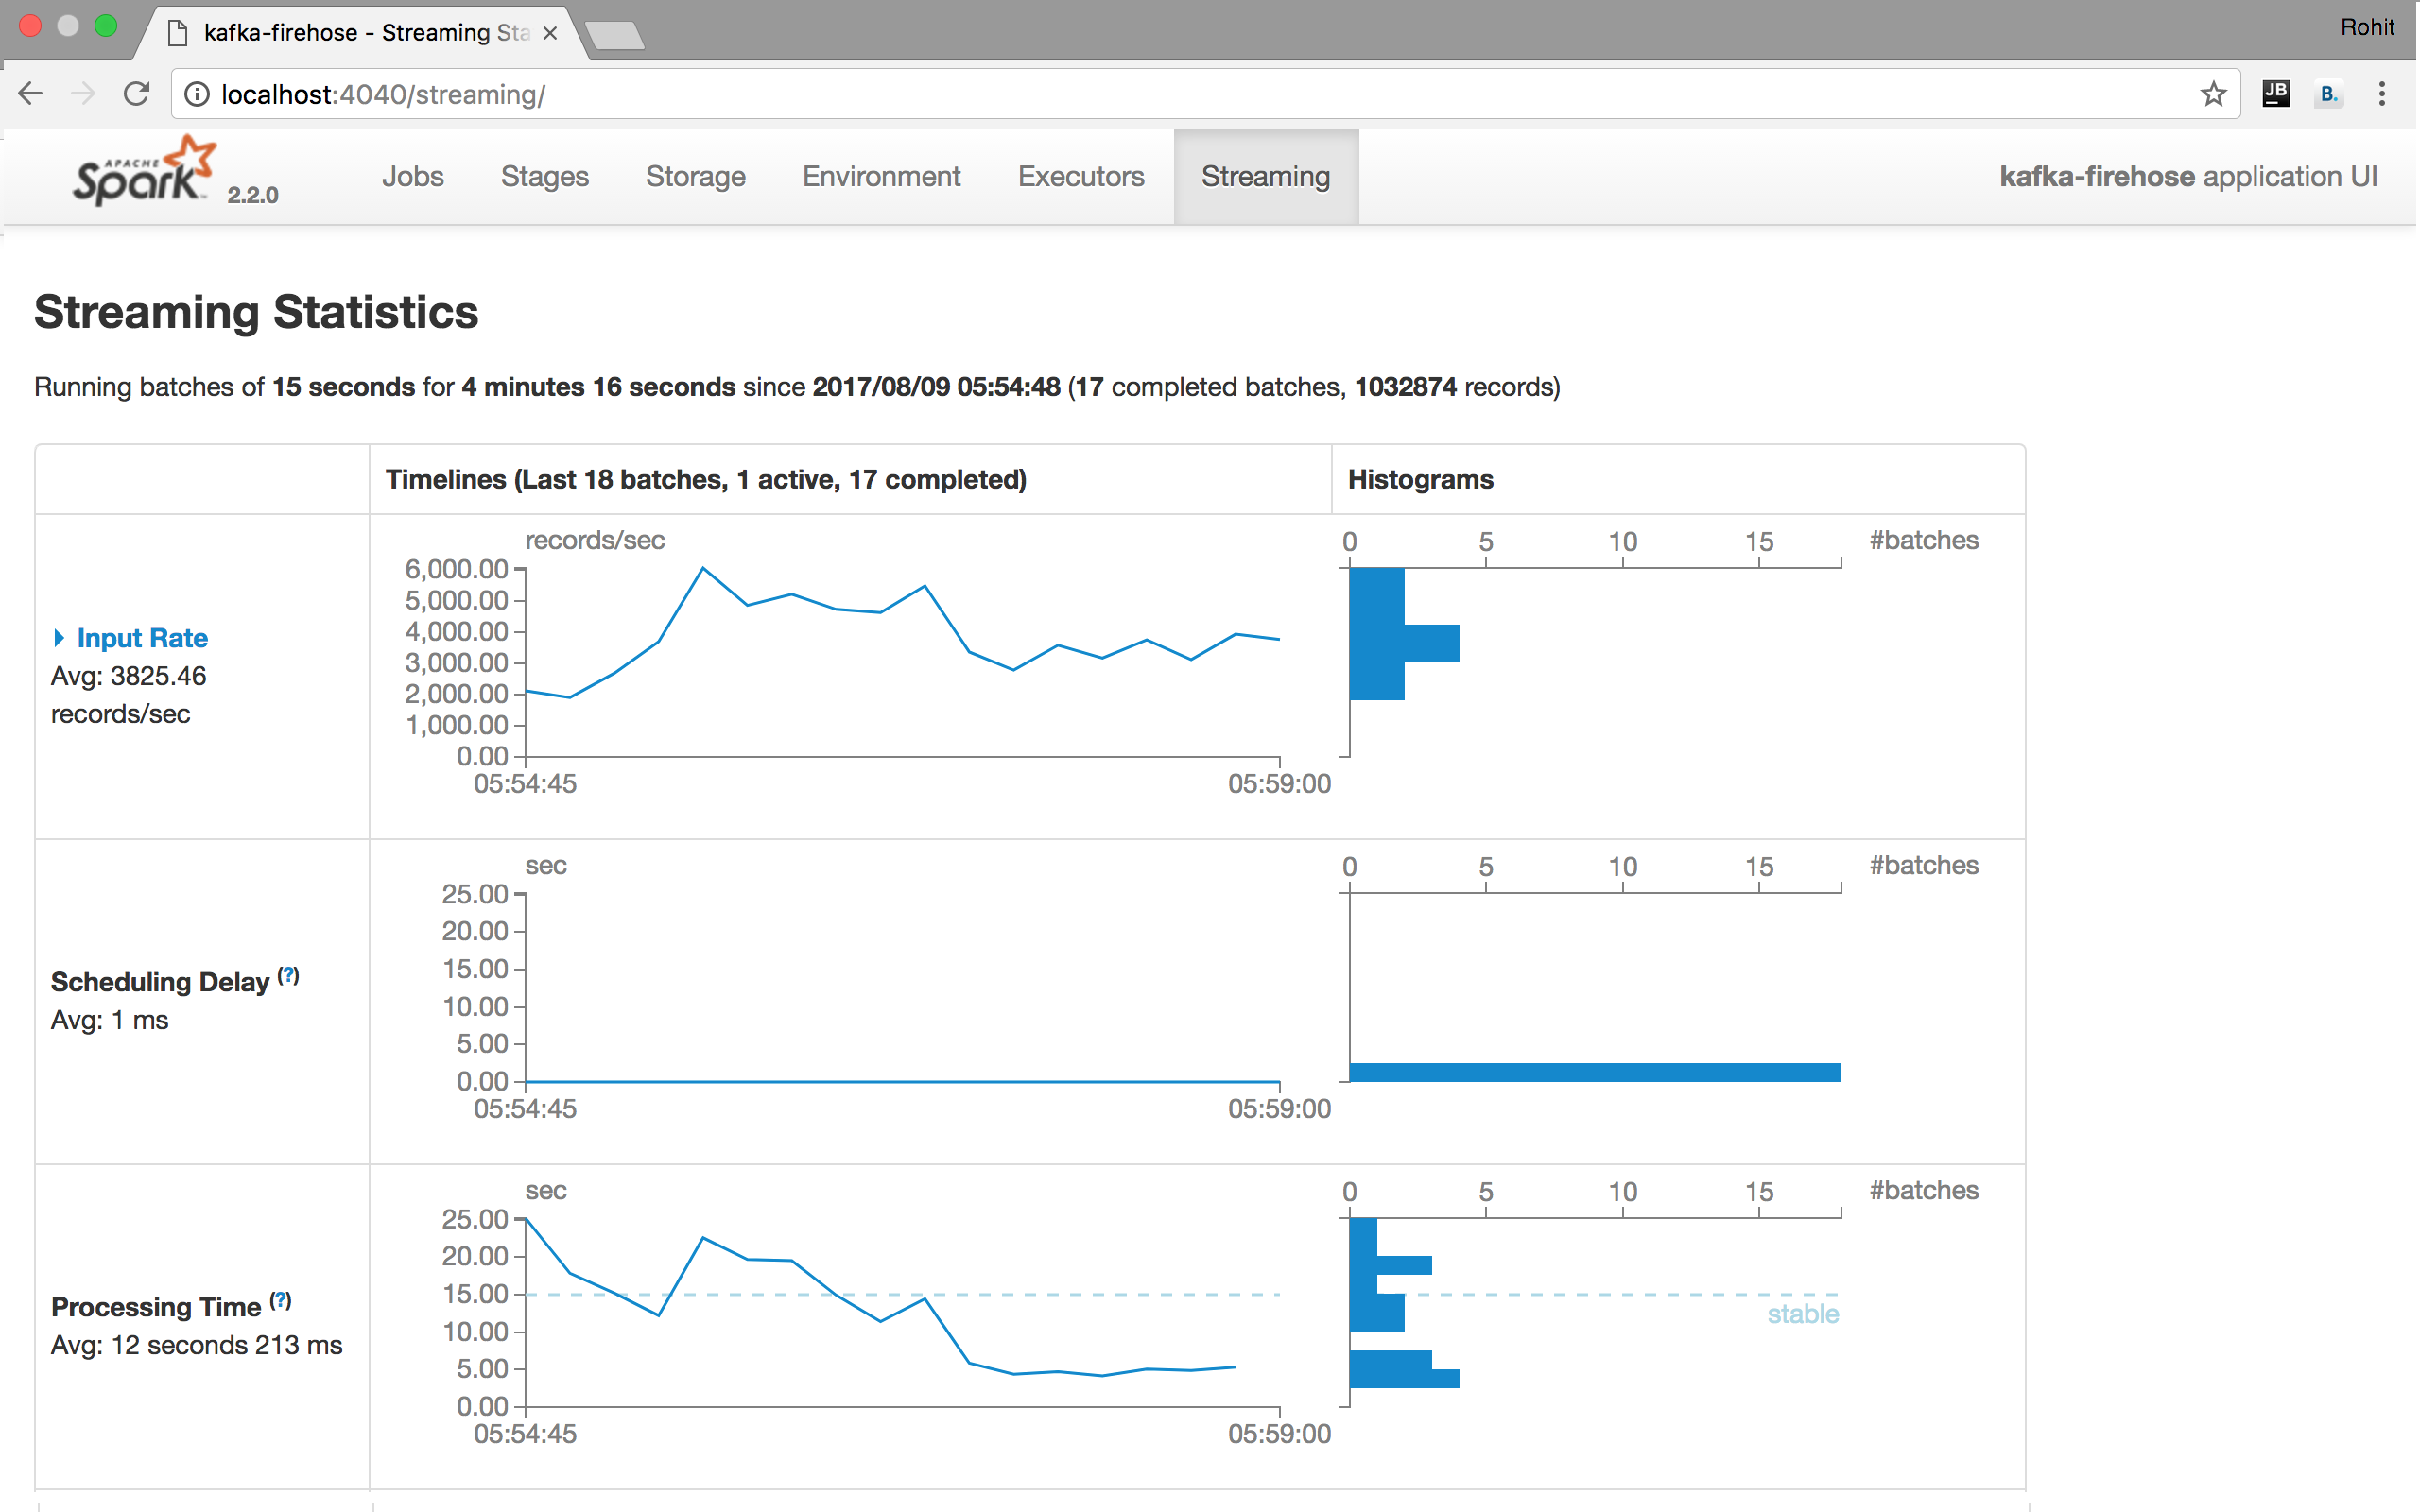 kafka-firehose - Streaming Sta
Rohit
localhost:4040/streaming/
JB
B.
APACHE
Spark™ 2.2.0
Jobs
Stages
Storage
Environment
Executors
Streaming
kafka-firehose application UI
Streaming Statistics
Running batches of 15 seconds for 4 minutes 16 seconds since 2017/08/09 05:54:48 (17 completed batches, 1032874 records)
Timelines (Last 18 batches, 1 active, 17 completed)
Histograms
Input Rate
Avg: 3825.46
records/sec
records/sec
6,000.00
5,000.00
4,000.00
3,000.00
2,000.00
1,000.00
0.00
05:54:45
05:59:00
0 5 10 15 #batches
Scheduling Delay (?)
Avg: 1 ms
sec
25.00
20.00
15.00
10.00
5.00
0.00
05:54:45
05:59:00
0 5 10 15 #batches
Processing Time (?)
Avg: 12 seconds 213 ms
sec
25.00
20.00
15.00
10.00
5.00
0.00
05:54:45
05:59:00
0 5 10 15 #batches
stable